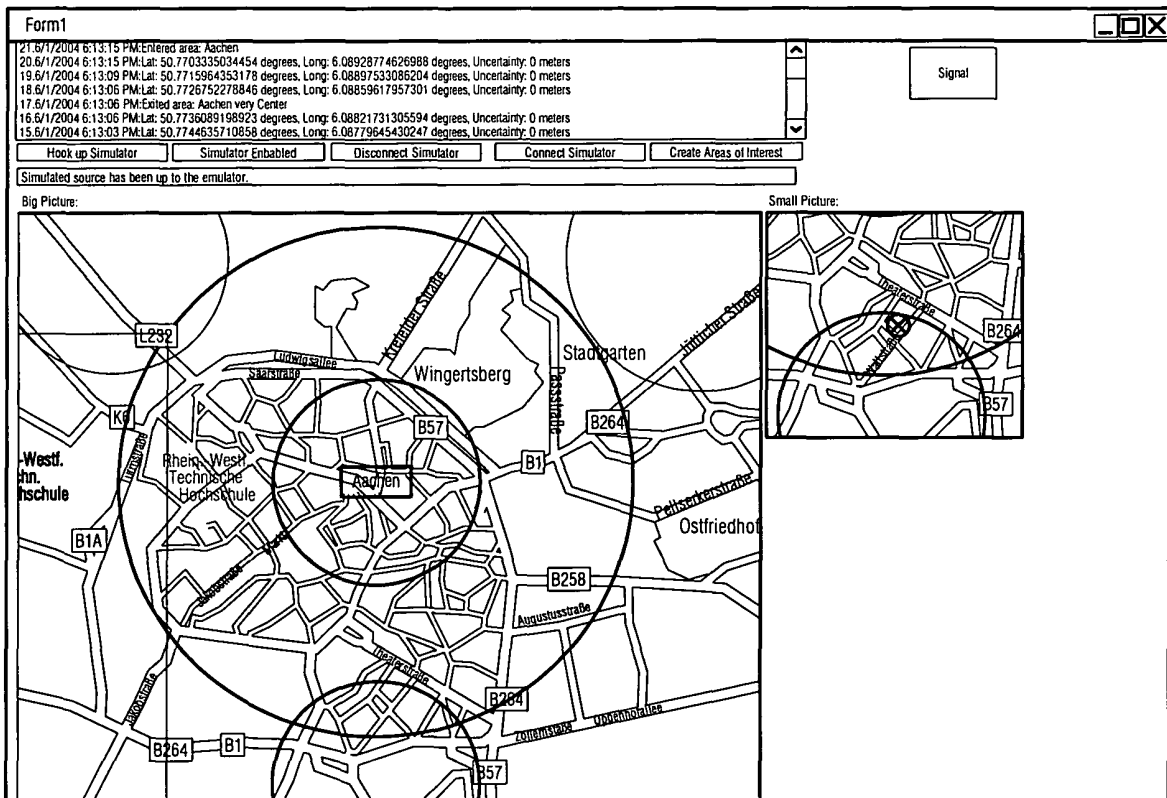 Form1
21.6/1/2004 6:13:15 PM:Entered area: Aachen
20.6/1/2004 6:13:15 PM:Lat: 50.7703335034454 degrees, Long: 6.08928774626988 degrees, Uncertainty: 0 meters
19.6/1/2004 6:13:09 PM:Lat: 50.7715964353178 degrees, Long: 6.08897533086204 degrees, Uncertainty: 0 meters
18.6/1/2004 6:13:06 PM:Lat: 50.7726752278846 degrees, Long: 6.08859617957301 degrees, Uncertainty: 0 meters
17.6/1/2004 6:13:06 PM:Exited area: Aachen very Center
16.6/1/2004 6:13:06 PM:Lat: 50.7736089198923 degrees, Long: 6.08821731305594 degrees, Uncertainty: 0 meters
15.6/1/2004 6:13:03 PM:Lat: 50.7744635710858 degrees, Long: 6.08779645430247 degrees, Uncertainty: 0 meters
Signal
Hook up Simulator
Simulator Enbabled
Disconnect Simulator
Connect Simulator
Create Areas of Interest
Simulated source has been up to the emulator.
Big Picture:
Small Picture:
Krefelder Straße
Jülicher Straße
L232
Ludwigsallee
Saarstraße
Wingertsberg
Stadtgarten
Passstraße
K6
B57
B264
B1
-Westf.
chn.
hschule
Turmstraße
Rhein.-Westf.
Technische
Hochschule
Aachen
Markt
Peliserkerstraße
Ostfriedhof
B1A
Jakobstraße
B258
Augustusstraße
Theaterstraße
Jakobstraße
B264
Zollernstraße
Oppenhofallee
B264
B1
B57
Theaterstraße
B264
B57